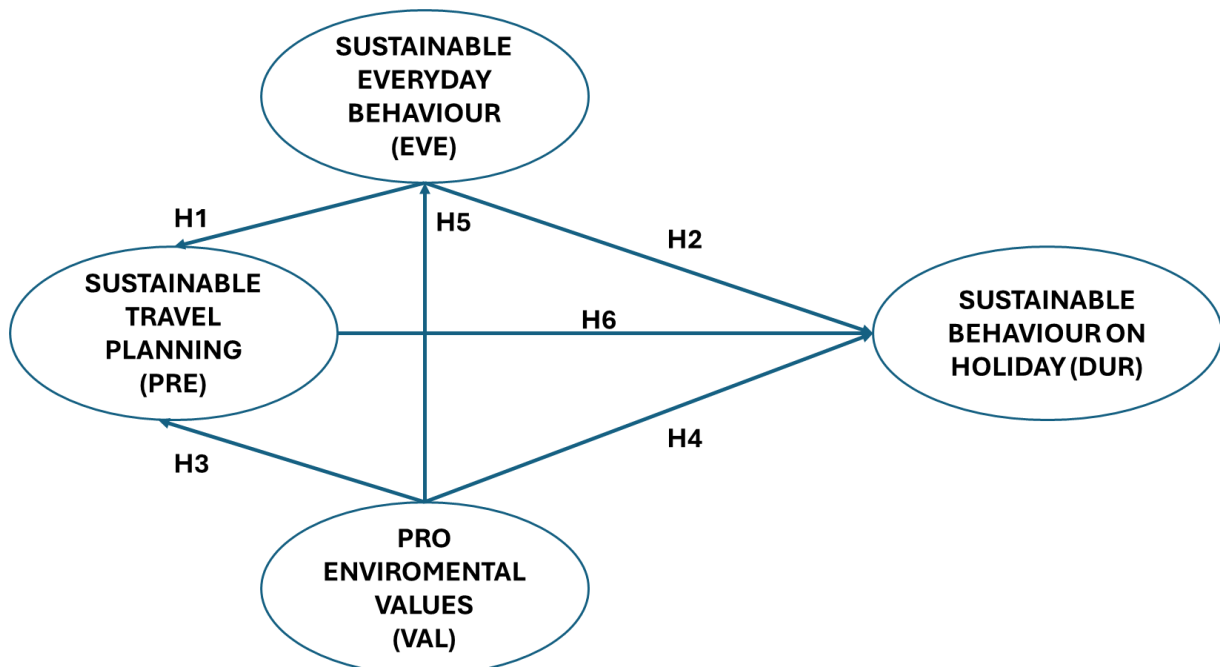 SUSTAINABLE
EVERYDAY
BEHAVIOUR
(EVE)
H1
H5
H2
SUSTAINABLE
TRAVEL
PLANNING
(PRE)
H6
SUSTAINABLE
BEHAVIOUR ON
HOLIDAY (DUR)
H3
H4
PRO
ENVIROMENTAL
VALUES
(VAL)